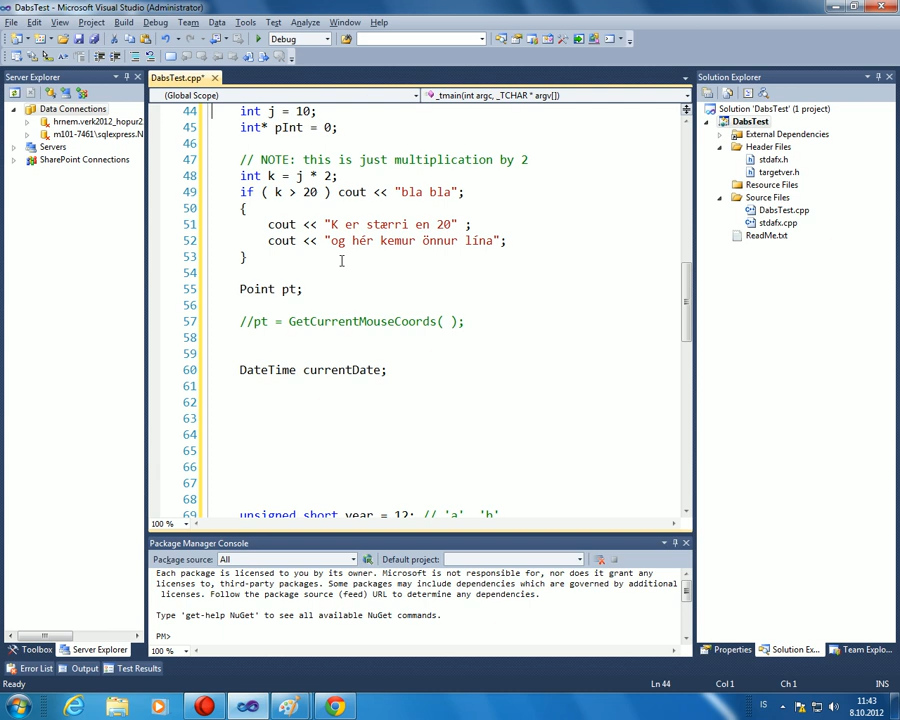 DabsTest - Microsoft Visual Studio (Administrator)
File Edit View Project Build Debug Team Data Tools Test Analyze Window Help
Debug
Server Explorer
Data Connections
hrnem.verk2012_hopur2
m101-7461\sqlexpress.N
Servers
SharePoint Connections
Toolbox Server Explorer
DabsTest.cpp*
(Global Scope) _tmain(int argc, _TCHAR * argv[])
44 int j = 10;
45 int* pInt = 0;
46
47 // NOTE: this is just multiplication by 2
48 int k = j * 2;
49 if ( k > 20 ) cout << "bla bla";
50 {
51 cout << "K er stærri en 20" ;
52 cout << "og hér kemur önnur lína";
53 }
54
55 Point pt;
56
57 //pt = GetCurrentMouseCoords( );
58
59
60 DateTime currentDate;
61
62
63
64
65
66
67
68
69 unsigned short year = 12; // 'a' 'b'
100 %
Package Manager Console
Package source: All Default project:
Each package is licensed to you by its owner. Microsoft is not responsible for, nor does it grant any
licenses to, third-party packages. Some packages may include dependencies which are governed by additional
licenses. Follow the package source (feed) URL to determine any dependencies.
Type 'get-help NuGet' to see all available NuGet commands.
PM>
100 %
Solution Explorer
Solution 'DabsTest' (1 project)
DabsTest
External Dependencies
Header Files
stdafx.h
targetver.h
Resource Files
Source Files
DabsTest.cpp
stdafx.cpp
ReadMe.txt
Properties Solution Ex... Team Explo...
Error List Output Test Results
Ready Ln 44 Col 1 Ch 1 INS
IS 11:43
8.10.2012